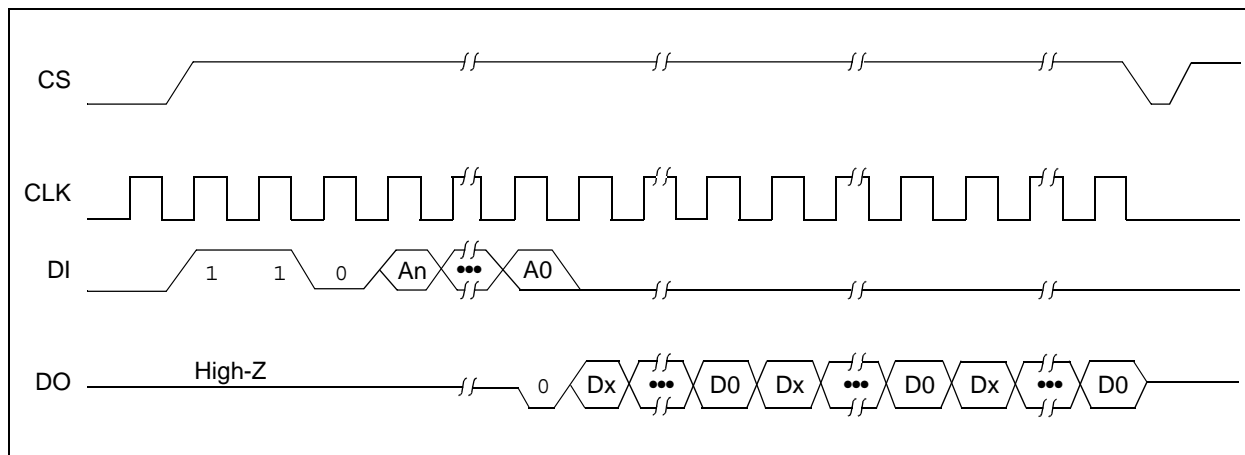 CS
CLK
DI 1 1 0 An ••• A0
DO High-Z 0 Dx ••• D0 Dx ••• D0 Dx ••• D0